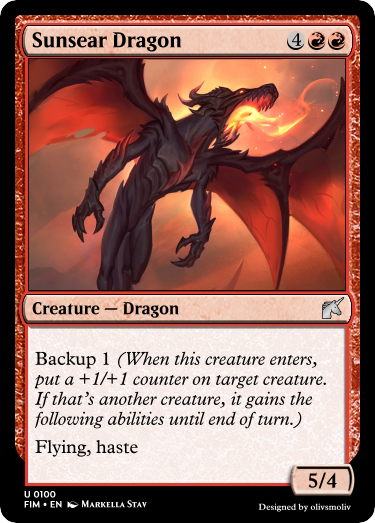 Sunsear Dragon 4
Creature — Dragon
Backup 1 (When this creature enters,
put a +1/+1 counter on target creature.
If that's another creature, it gains the
following abilities until end of turn.)
Flying, haste
5/4
U 0100
FIM • EN Markella Stav
Designed by olivsmoliv